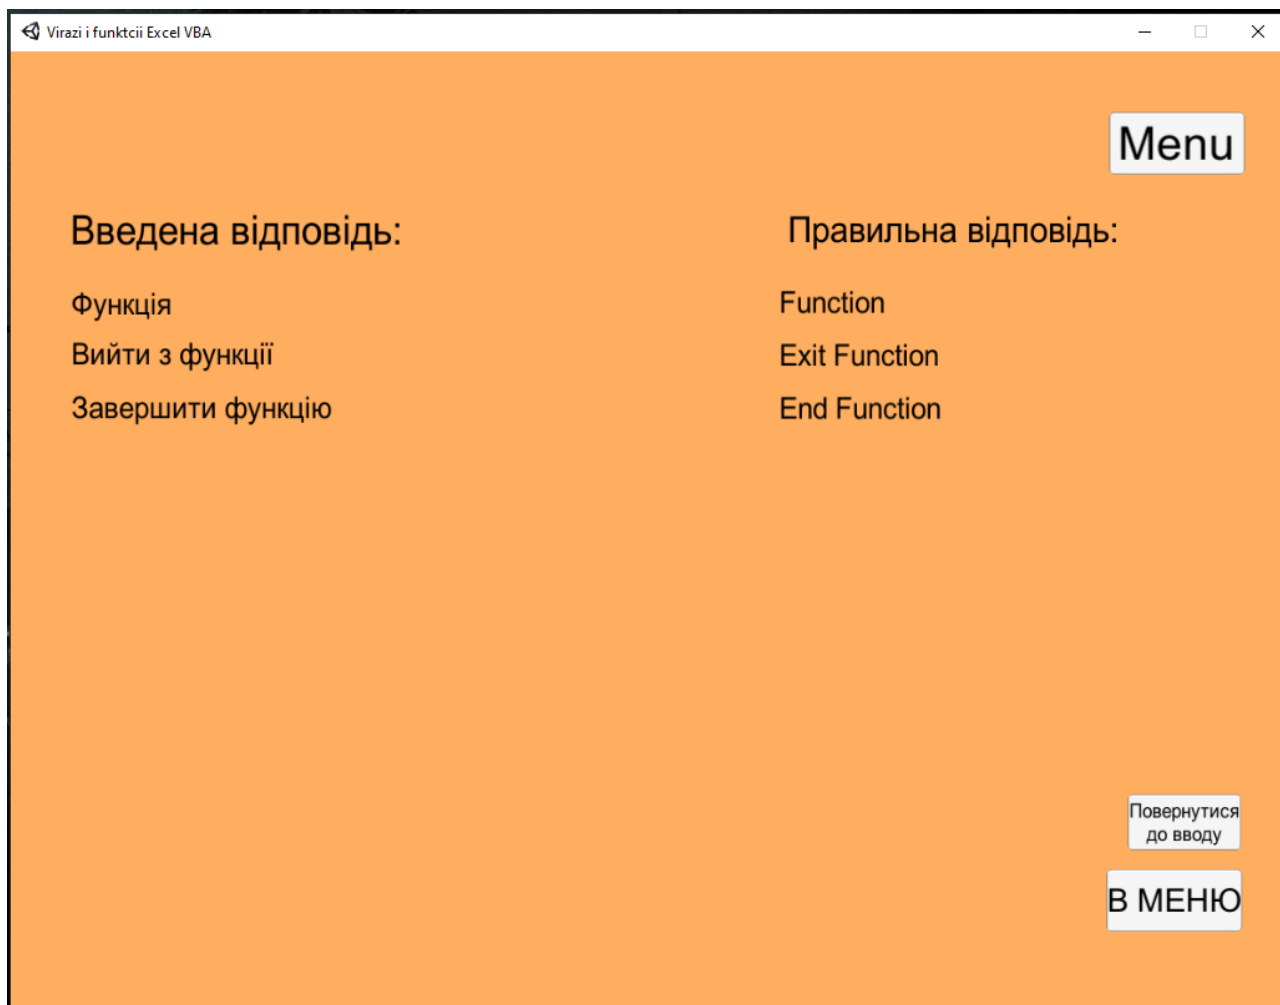 Virazi i funktcii Excel VBA
Menu
Введена відповідь:
Правильна відповідь:
Функція
Function
Вийти з функції
Exit Function
Завершити функцію
End Function
Повернутися
до вводу
В МЕНЮ